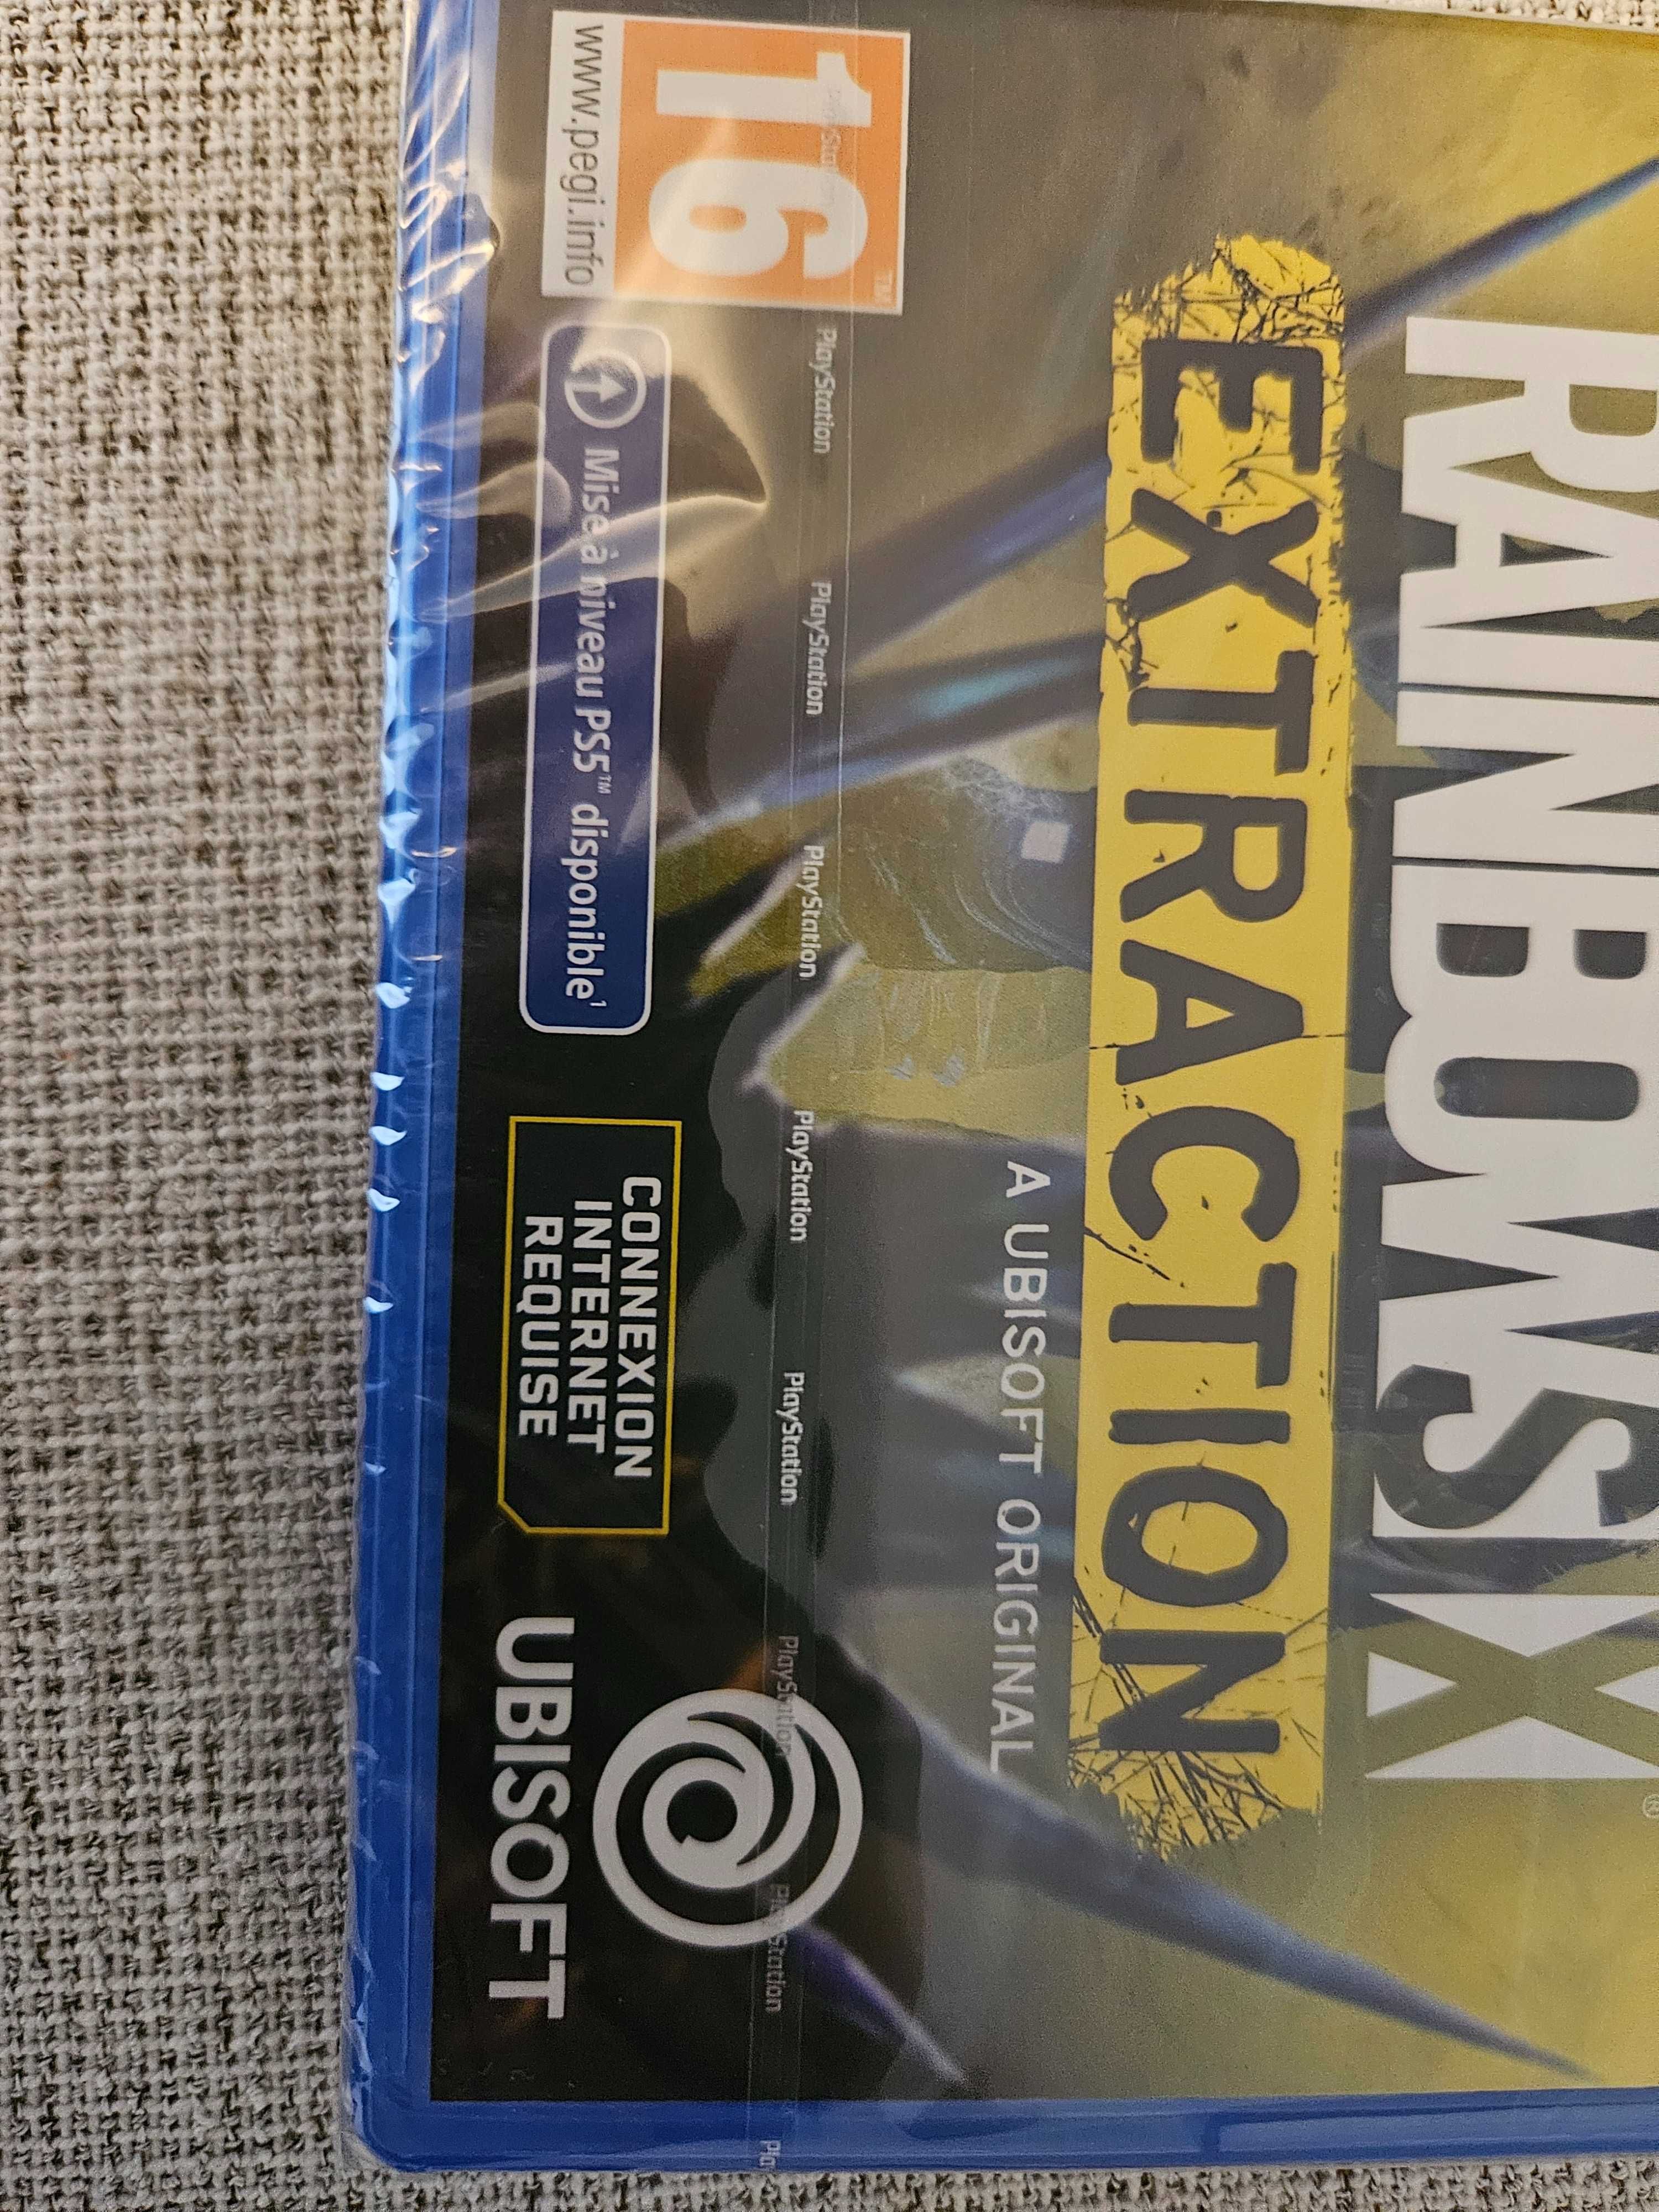 RAINBOW SIX®
EXTRACTION
A UBISOFT ORIGINAL
PlayStation PlayStation PlayStation PlayStation PlayStation PlayStation PlayStation
16™
www.pegi.info
Mise à niveau PS5™ disponible¹
CONNEXION
INTERNET
REQUISE
UBISOFT